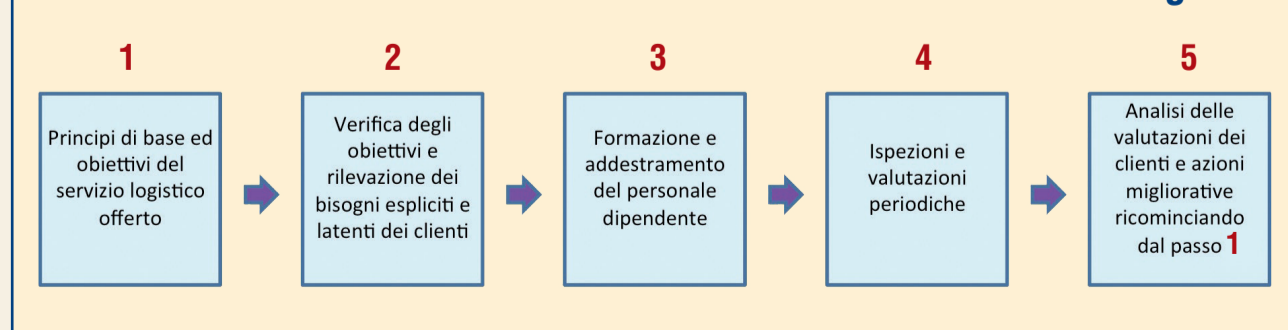 1
Principi di base ed
obiettivi del
servizio logistico
offerto
2
Verifica degli
obiettivi e
rilevazione dei
bisogni espliciti e
latenti dei clienti
3
Formazione e
addestramento
del personale
dipendente
4
Ispezioni e
valutazioni
periodiche
5
Analisi delle
valutazioni dei
clienti e azioni
migliorative
ricominciando
dal passo 1